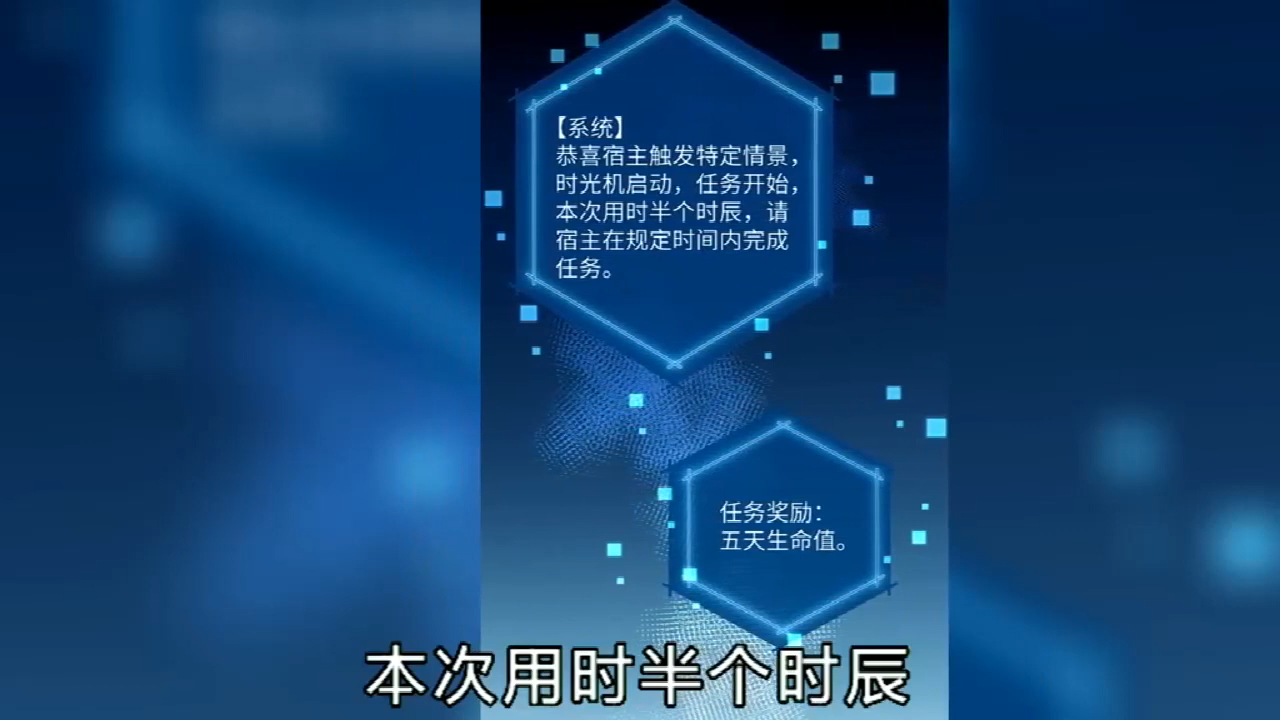 【系统】
恭喜宿主触发特定情景，
时光机启动，任务开始，
本次用时半个时辰，请
宿主在规定时间内完成
任务。
任务奖励：
五天生命值。
本次用时半个时辰